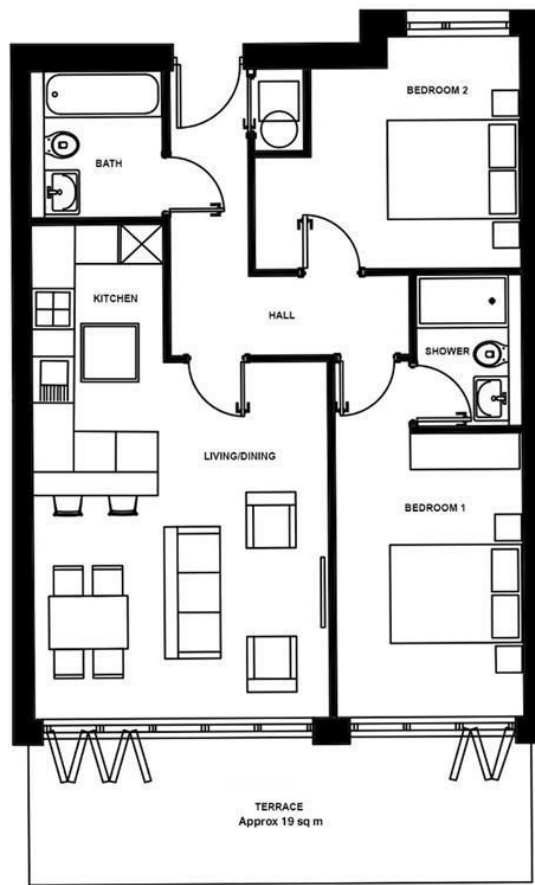 BEDROOM 2
BATH
KITCHEN
HALL
SHOWER
LIVING/DINING
BEDROOM 1
TERRACE
Approx 19 sq m